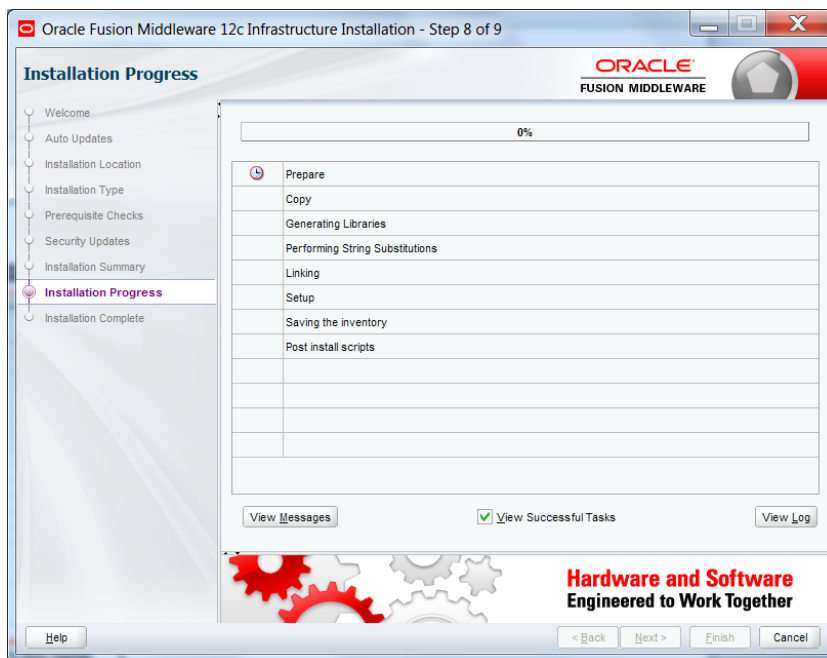 Oracle Fusion Middleware 12c Infrastructure Installation - Step 8 of 9
Installation Progress
ORACLE
FUSION MIDDLEWARE
Welcome
Auto Updates
Installation Location
Installation Type
Prerequisite Checks
Security Updates
Installation Summary
Installation Progress
Installation Complete
0%
Prepare
Copy
Generating Libraries
Performing String Substitutions
Linking
Setup
Saving the inventory
Post install scripts
View Messages
View Successful Tasks
View Log
Hardware and Software
Engineered to Work Together
Help
< Back
Next >
Finish
Cancel